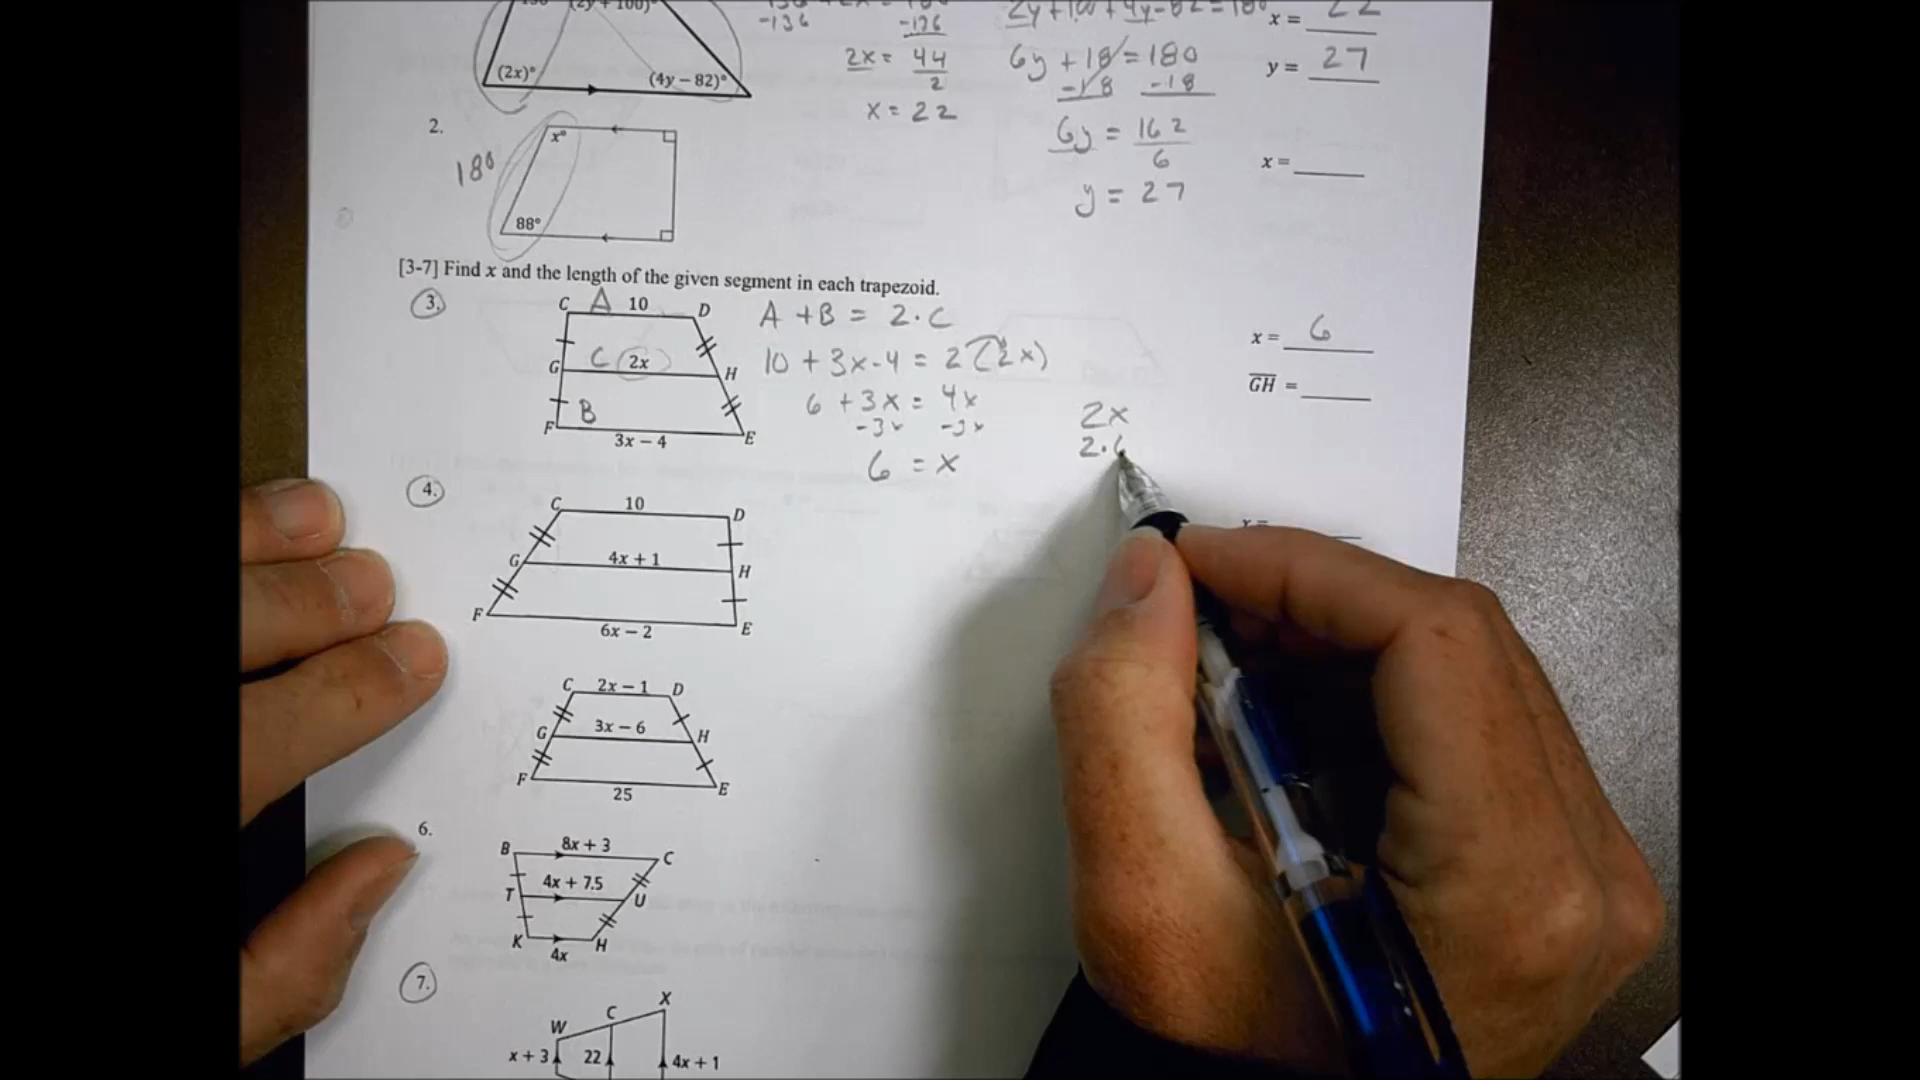 (2y + 100)°
-136
-136
(2x)°
(4y – 82)°
2x = 44
2
x = 22
6y + 18 = 180
-18 -18
6y = 162
6
y = 27
x = 22
y = 27
2.
180
x°
88°
x =
[3-7] Find x and the length of the given segment in each trapezoid.
3.
C A 10 D
G C 2x H
B
F E
3x – 4
A + B = 2 · C
10 + 3x - 4 = 2 (2x)
6 + 3x = 4x
-3x -3x
6 = x
2x
2·6
x = 6
GH =
4.
C 10 D
G 4x + 1 H
F E
6x – 2
x =
C 2x – 1 D
G 3x – 6 H
F E
25
6.
B 8x + 3 C
T 4x + 7.5 U
K H
4x
7.
W C X
x + 3 22 4x + 1